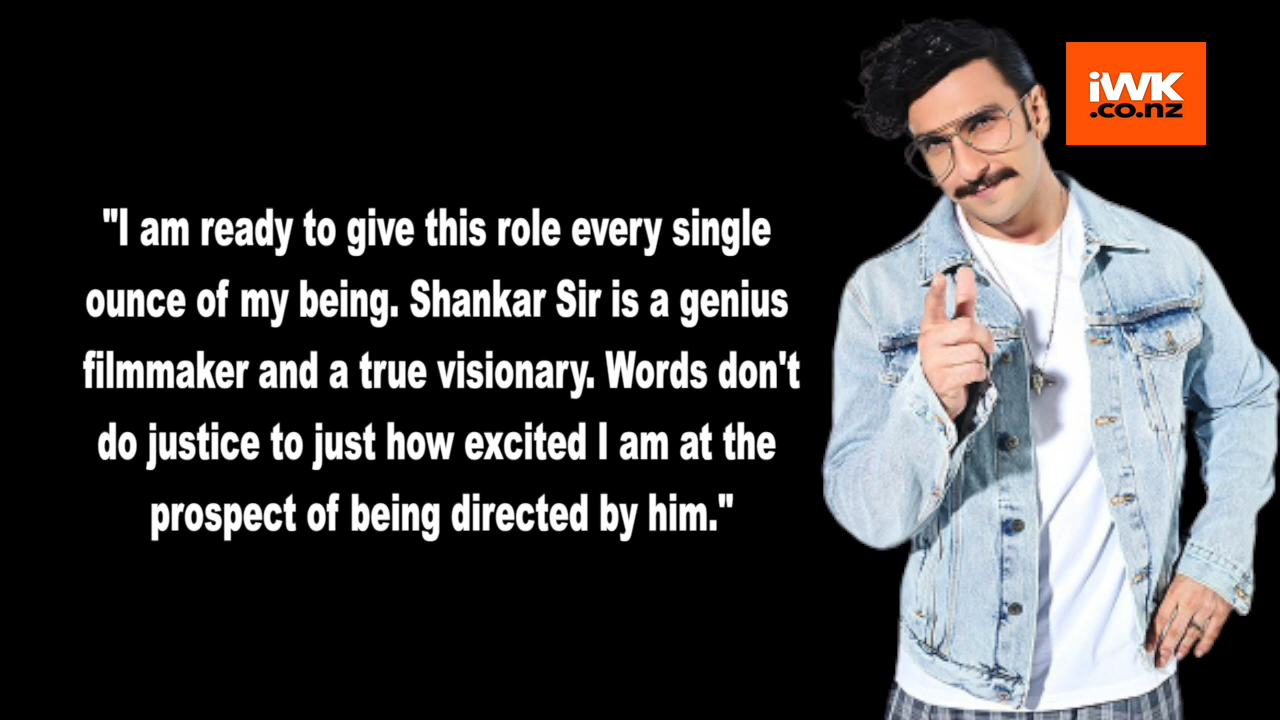 iWK
.co.nz
"I am ready to give this role every single
ounce of my being. Shankar Sir is a genius
filmmaker and a true visionary. Words don't
do justice to just how excited I am at the
prospect of being directed by him."